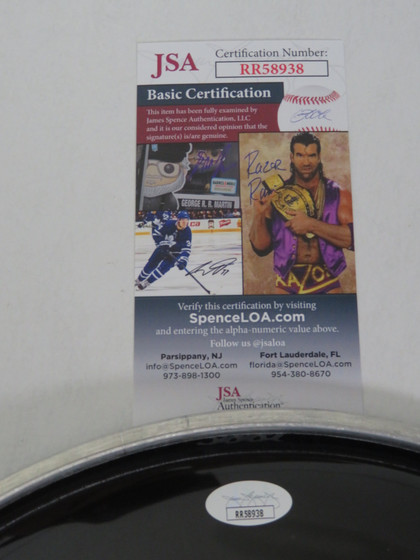 JSA
Certification Number:
RR58938
Basic Certification
This item has been fully examined by
James Spence Authentication, LLC
and it is our considered opinion that the
signature(s) is/are genuine.
GEORGE R. R. MARTIN
Razor
RAZO
Verify this certification by visiting
SpenceLOA.com
and entering the alpha-numeric value above.
Follow us @jsaloa
Parsippany, NJ
info@SpenceLOA.com
973-898-1300
Fort Lauderdale, FL
florida@SpenceLOA.com
954-380-8670
JSA
James Spence
Authentication
RR58938